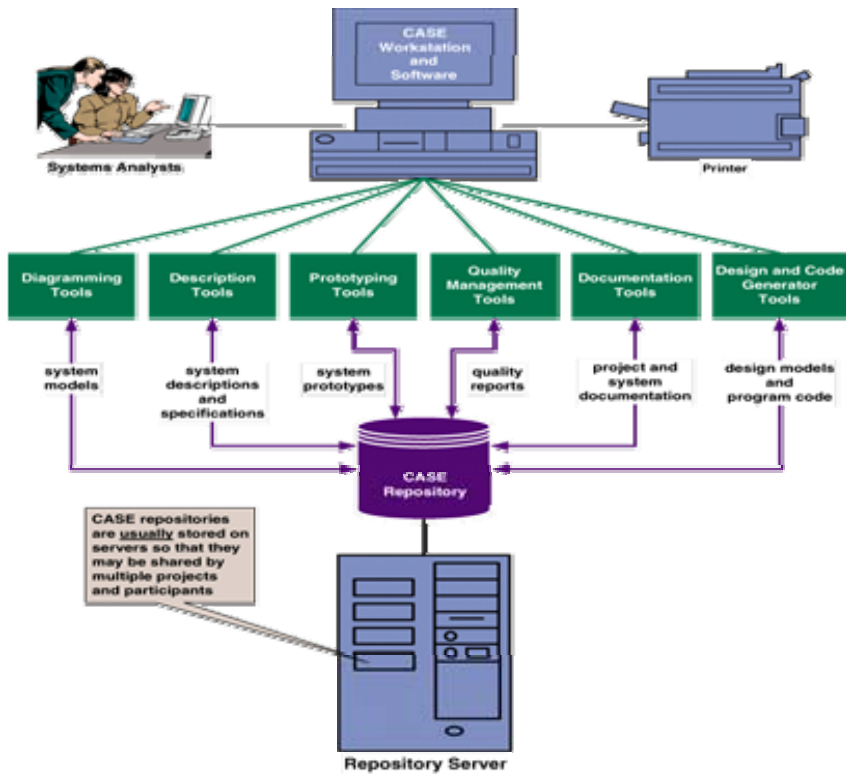 CASE
Workstation
and
Software
Systems Analysts
Printer
Diagramming
Tools
Description
Tools
Prototyping
Tools
Quality
Management
Tools
Documentation
Tools
Design and Code
Generator
Tools
system
models
system
descriptions
and
specifications
system
prototypes
quality
reports
project and
system
documentation
design models
and
program code
CASE
Repository
CASE repositories
are usually stored on
servers so that they
may be shared by
multiple projects
and participants
Repository Server